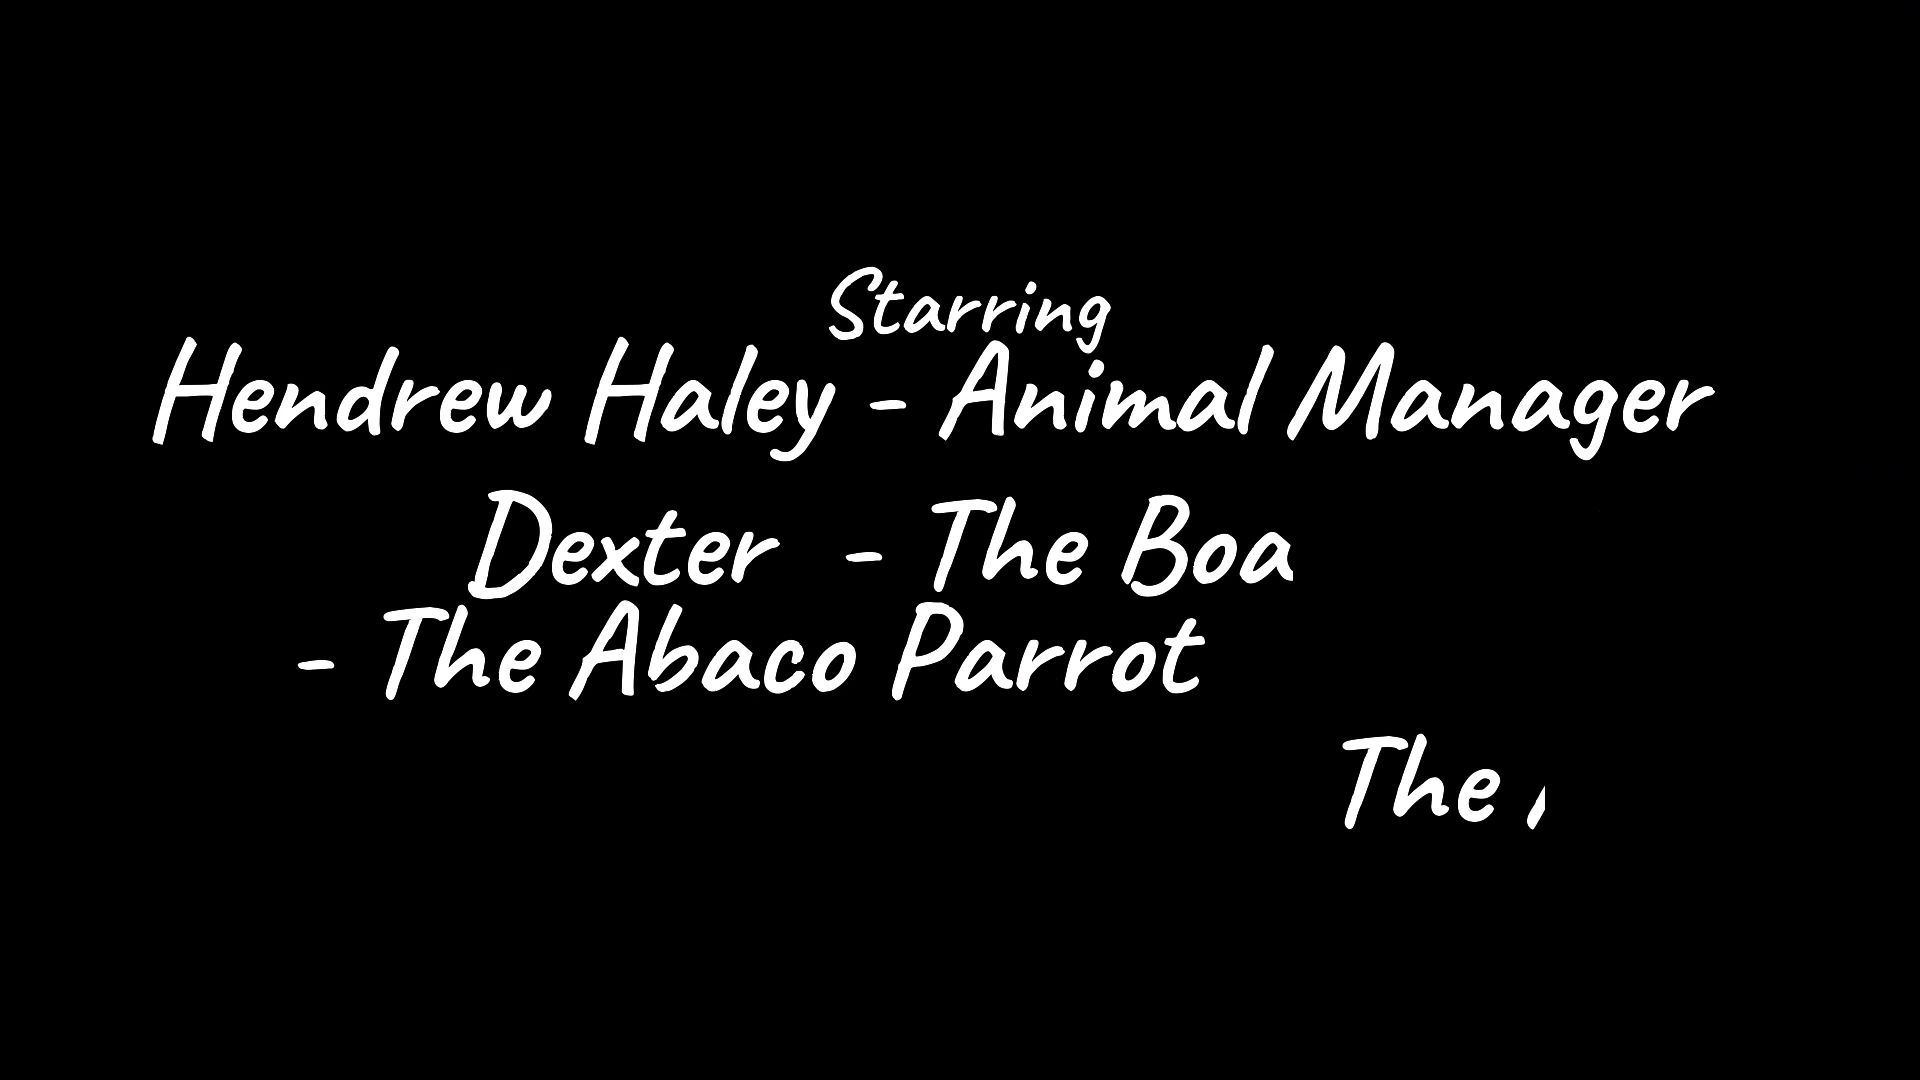 Starring
Hendrew Haley - Animal Manager
Dexter - The Boa
- The Abaco Parrot
The